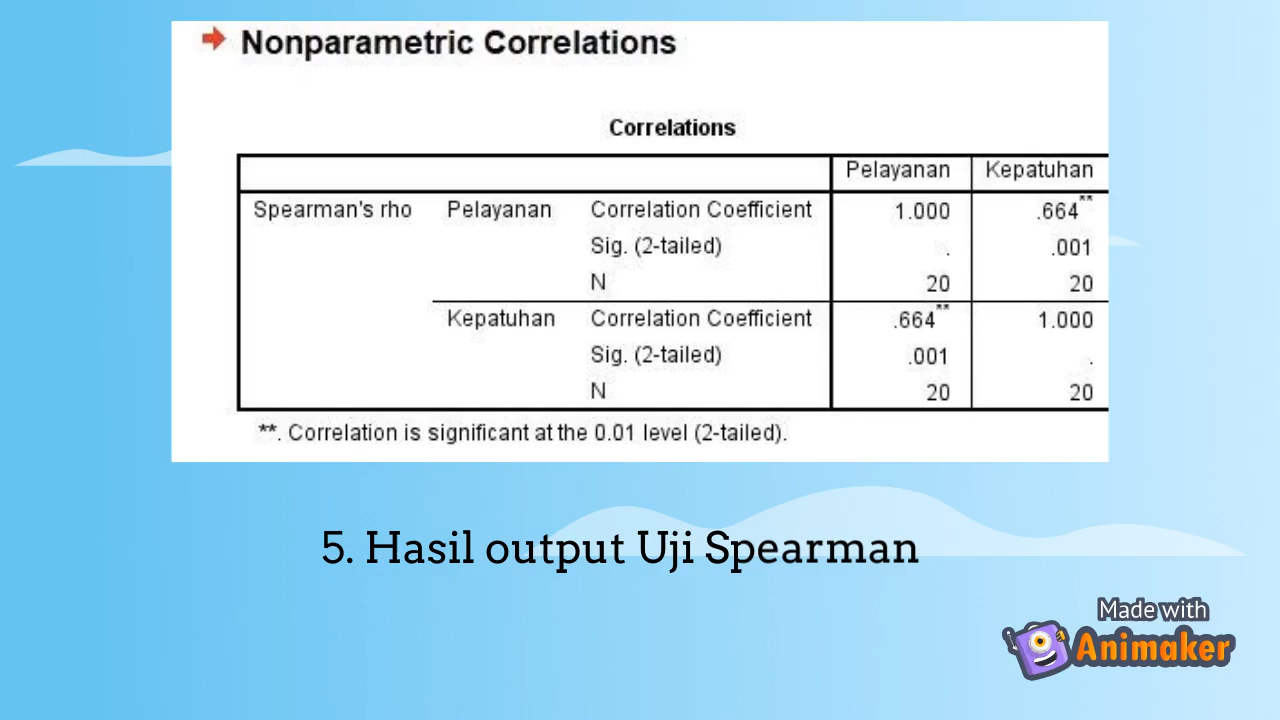 Nonparametric Correlations
Correlations
Pelayanan Kepatuhan
Spearman's rho Pelayanan Correlation Coefficient 1.000 .664**
Sig. (2-tailed) . .001
N 20 20
Kepatuhan Correlation Coefficient .664** 1.000
Sig. (2-tailed) .001 .
N 20 20
**. Correlation is significant at the 0.01 level (2-tailed).
5. Hasil output Uji Spearman
Made with
Animaker